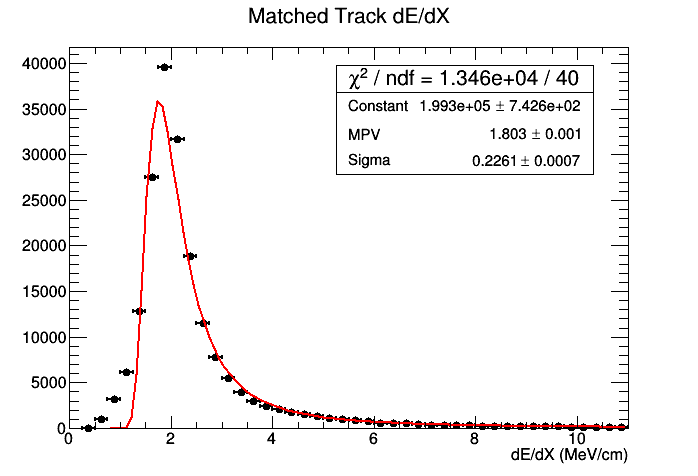 Matched Track dE/dX
χ² / ndf = 1.346e+04 / 40
Constant 1.993e+05 ± 7.426e+02
MPV 1.803 ± 0.001
Sigma 0.2261 ± 0.0007
40000
35000
30000
25000
20000
15000
10000
5000
0
0 2 4 6 8 10
dE/dX (MeV/cm)